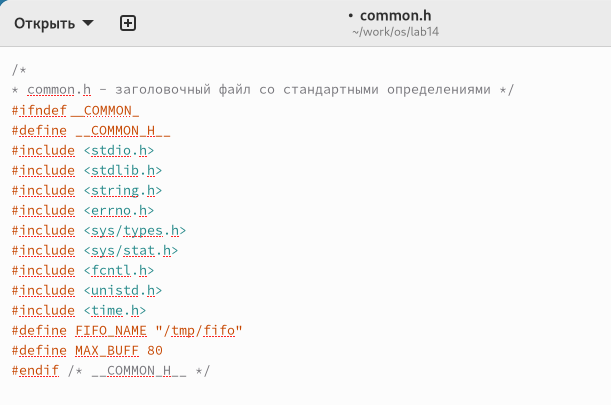 Открыть
• common.h
~/work/os/lab14
/*
* common.h - заголовочный файл со стандартными определениями */
#ifndef __COMMON_
#define __COMMON_H__
#include <stdio.h>
#include <stdlib.h>
#include <string.h>
#include <errno.h>
#include <sys/types.h>
#include <sys/stat.h>
#include <fcntl.h>
#include <unistd.h>
#include <time.h>
#define FIFO_NAME "/tmp/fifo"
#define MAX_BUFF 80
#endif /* __COMMON_H__ */